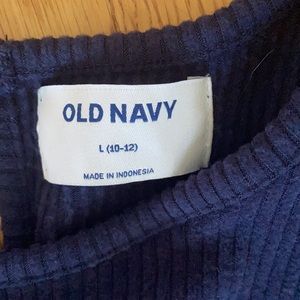 OLD NAVY
L (10-12)
MADE IN INDONESIA